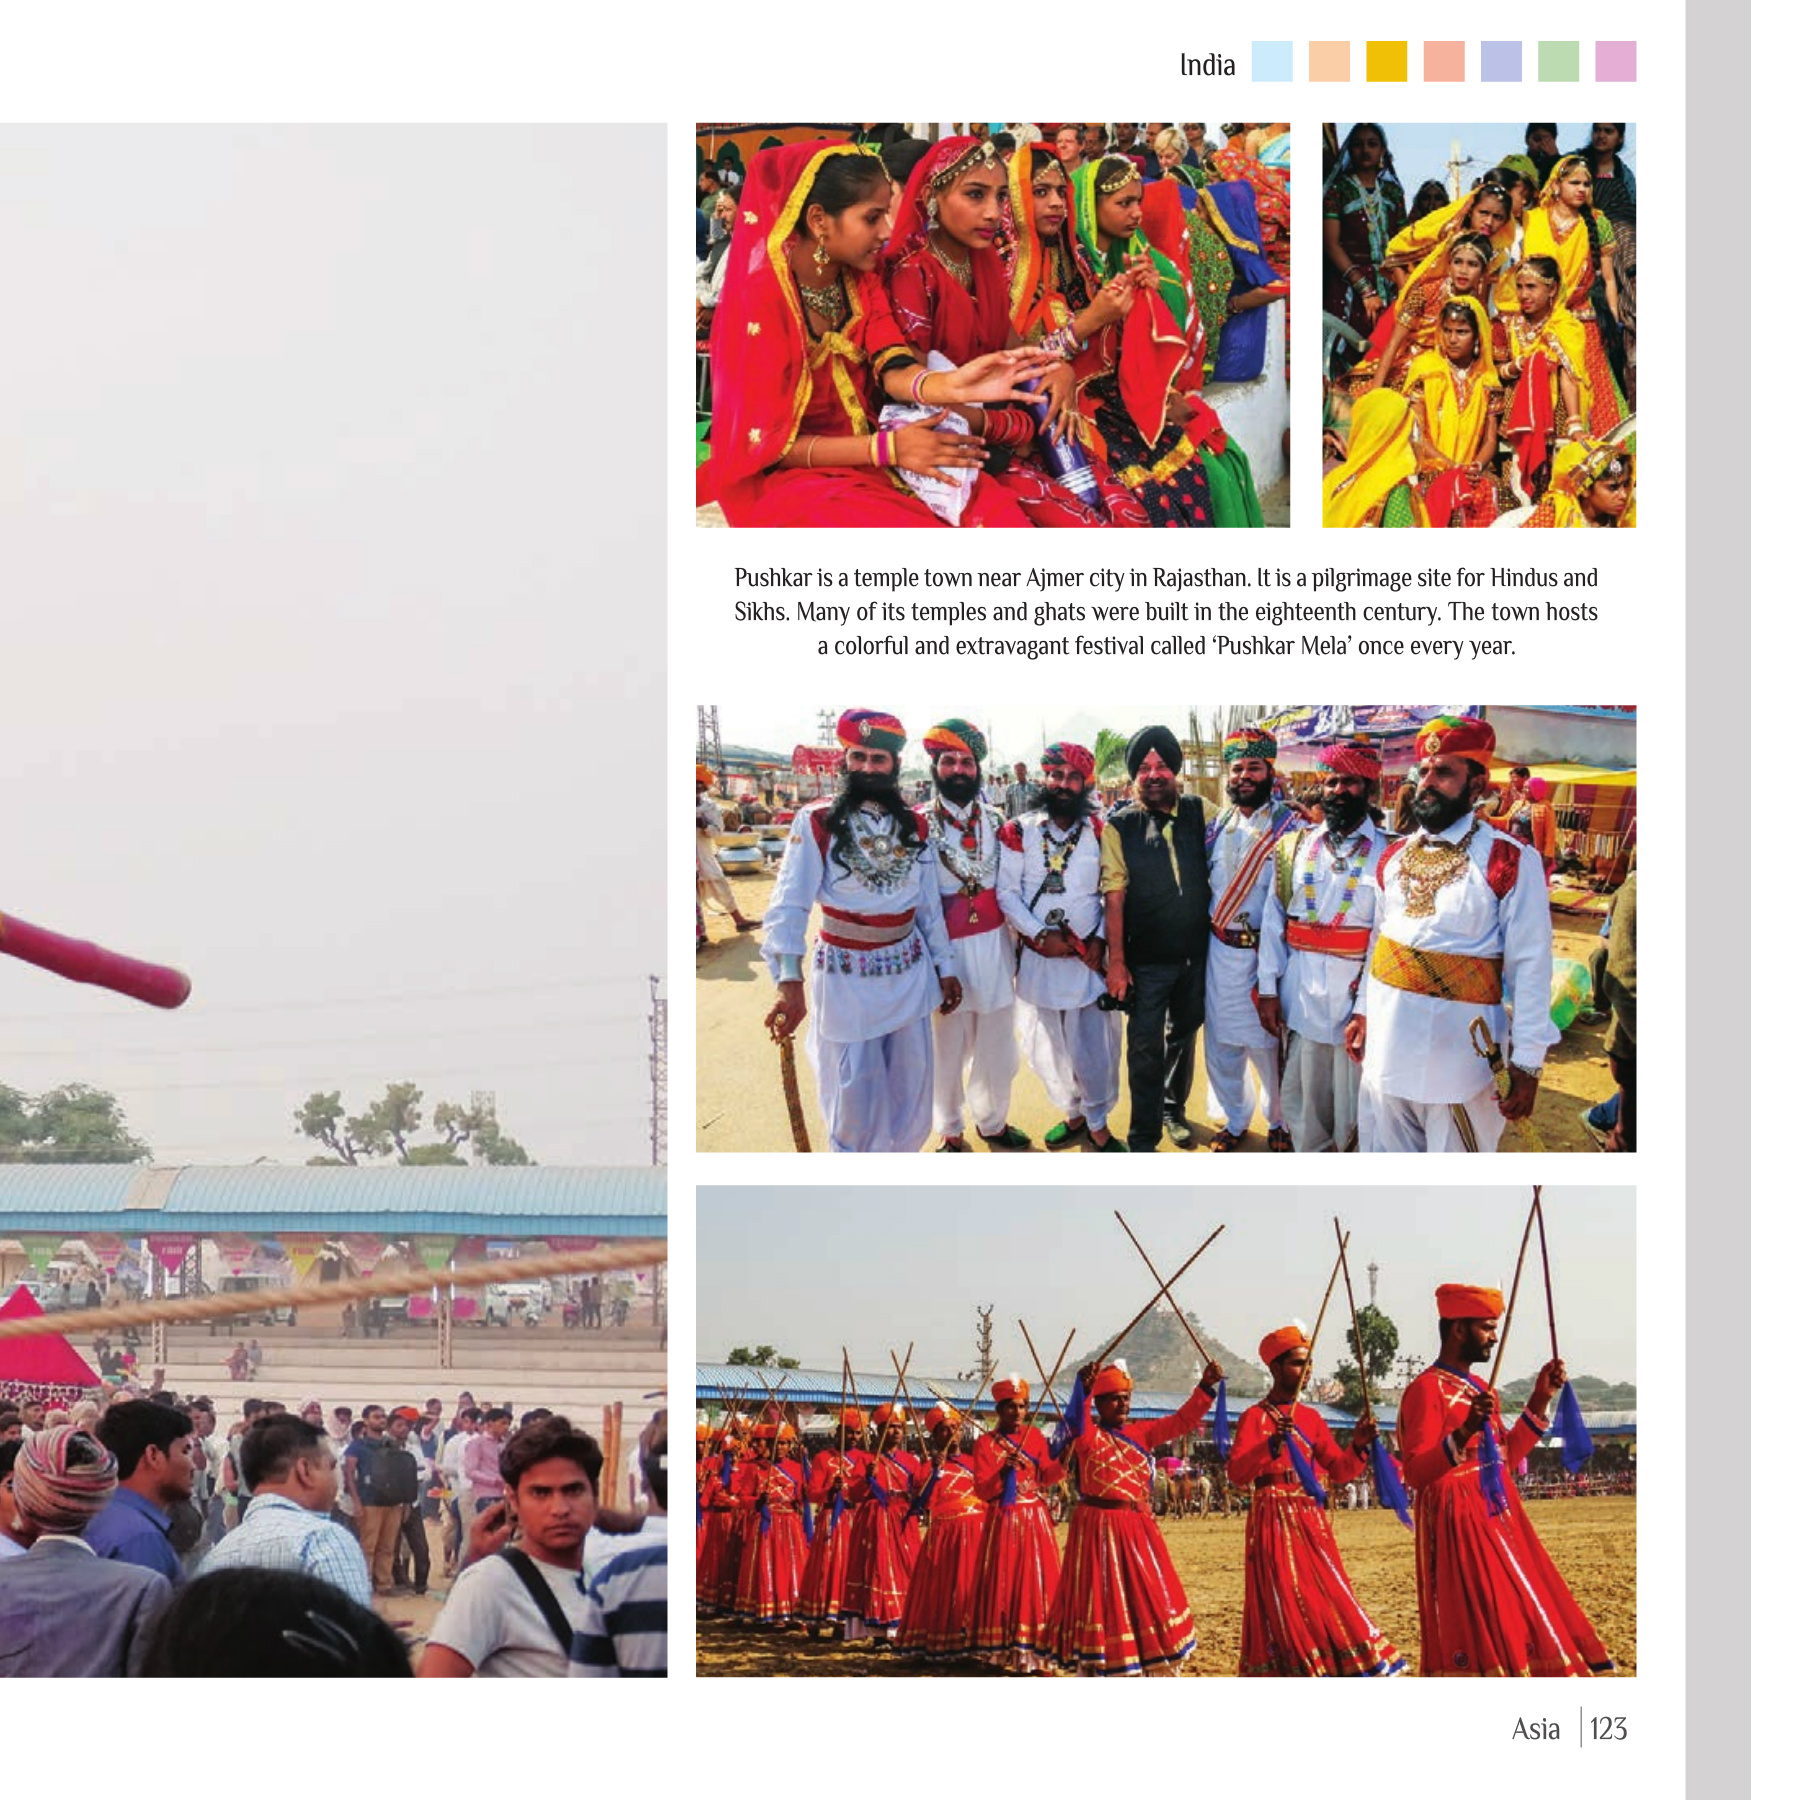 India
Pushkar is a temple town near Ajmer city in Rajasthan. It is a pilgrimage site for Hindus and
Sikhs. Many of its temples and ghats were built in the eighteenth century. The town hosts
a colorful and extravagant festival called ‘Pushkar Mela’ once every year.
Asia | 123